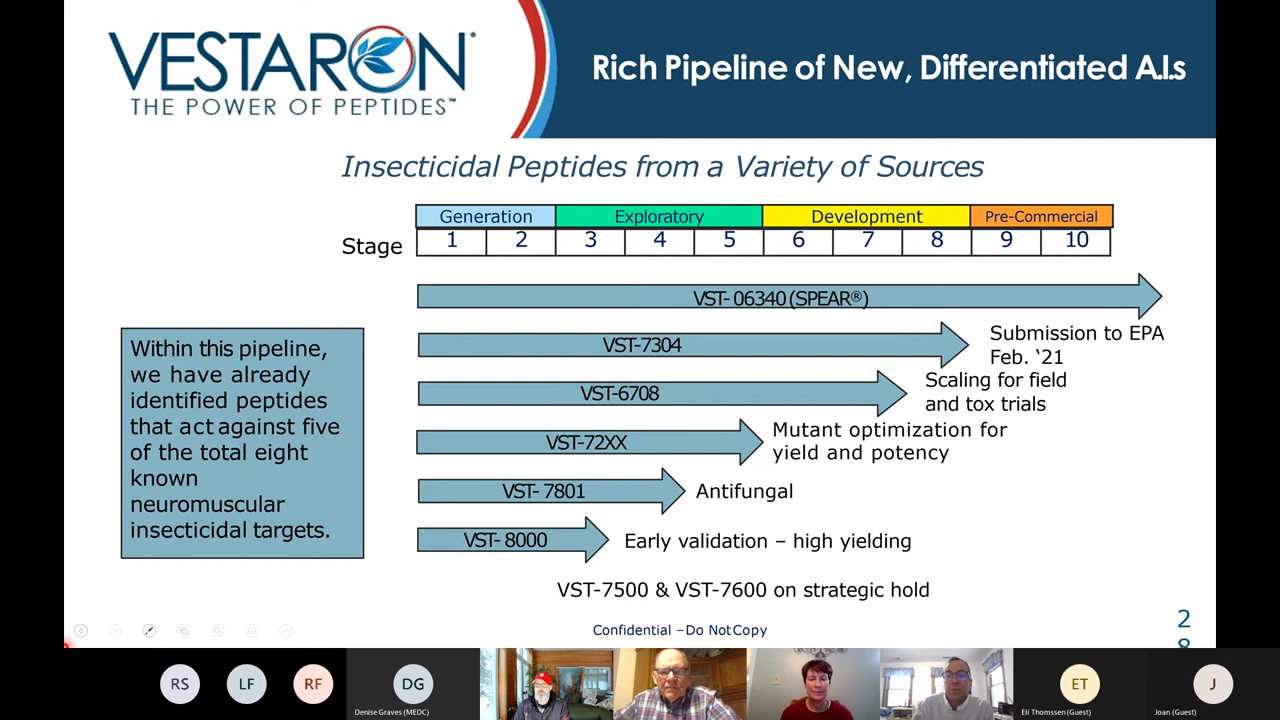 VESTARON®
THE POWER OF PEPTIDES™
Rich Pipeline of New, Differentiated A.I.s
Insecticidal Peptides from a Variety of Sources
Generation Exploratory Development Pre-Commercial
Stage 1 2 3 4 5 6 7 8 9 10
VST- 06340 (SPEAR®)
VST-7304
Submission to EPA
Feb. ‘21
VST-6708
Scaling for field
and tox trials
VST-72XX
Mutant optimization for
yield and potency
VST- 7801
Antifungal
VST- 8000
Early validation – high yielding
VST-7500 & VST-7600 on strategic hold
Within this pipeline,
we have already
identified peptides
that act against five
of the total eight
known
neuromuscular
insecticidal targets.
Confidential –Do Not Copy
2
8
RS
LF
RF
DG
Denise Graves (MEDC)
ET
Eli Thomssen (Guest)
J
Joan (Guest)